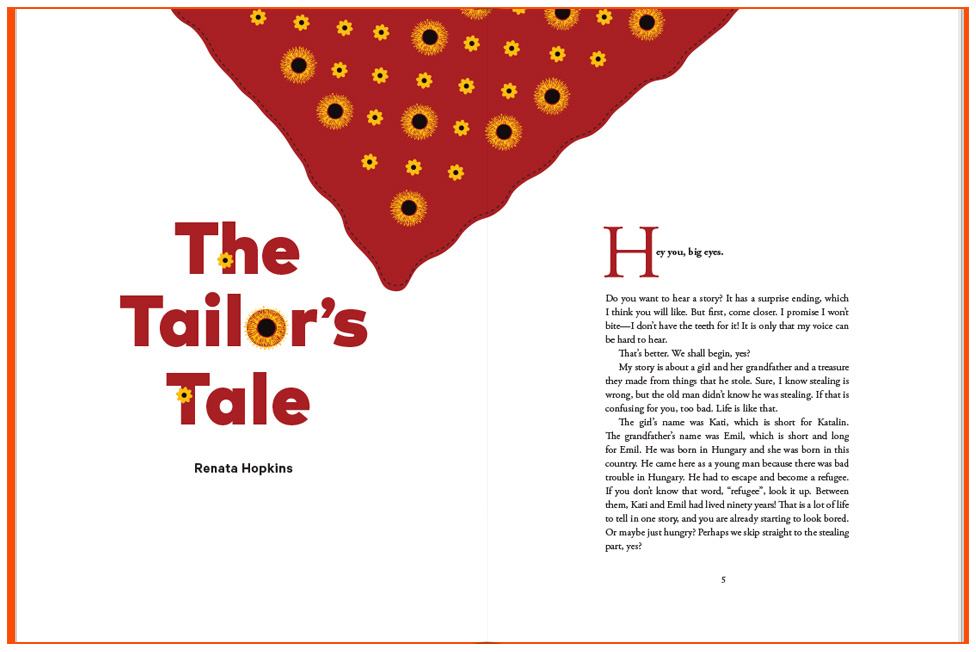 The
Tailor's
Tale
Renata Hopkins
Hey you, big eyes.
Do you want to hear a story? It has a surprise ending, which
I think you will like. But first, come closer. I promise I won't
bite—I don't have the teeth for it! It is only that my voice can
be hard to hear.
That's better. We shall begin, yes?
My story is about a girl and her grandfather and a treasure
they made from things that he stole. Sure, I know stealing is
wrong, but the old man didn't know he was stealing. If that is
confusing for you, too bad. Life is like that.
The girl's name was Kati, which is short for Katalin.
The grandfather's name was Emil, which is short and long
for Emil. He was born in Hungary and she was born in this
country. He came here as a young man because there was bad
trouble in Hungary. He had to escape and become a refugee.
If you don't know that word, "refugee", look it up. Between
them, Kati and Emil had lived ninety years! That is a lot of life
to tell in one story, and you are already starting to look bored.
Or maybe just hungry? Perhaps we skip straight to the stealing
part, yes?
5